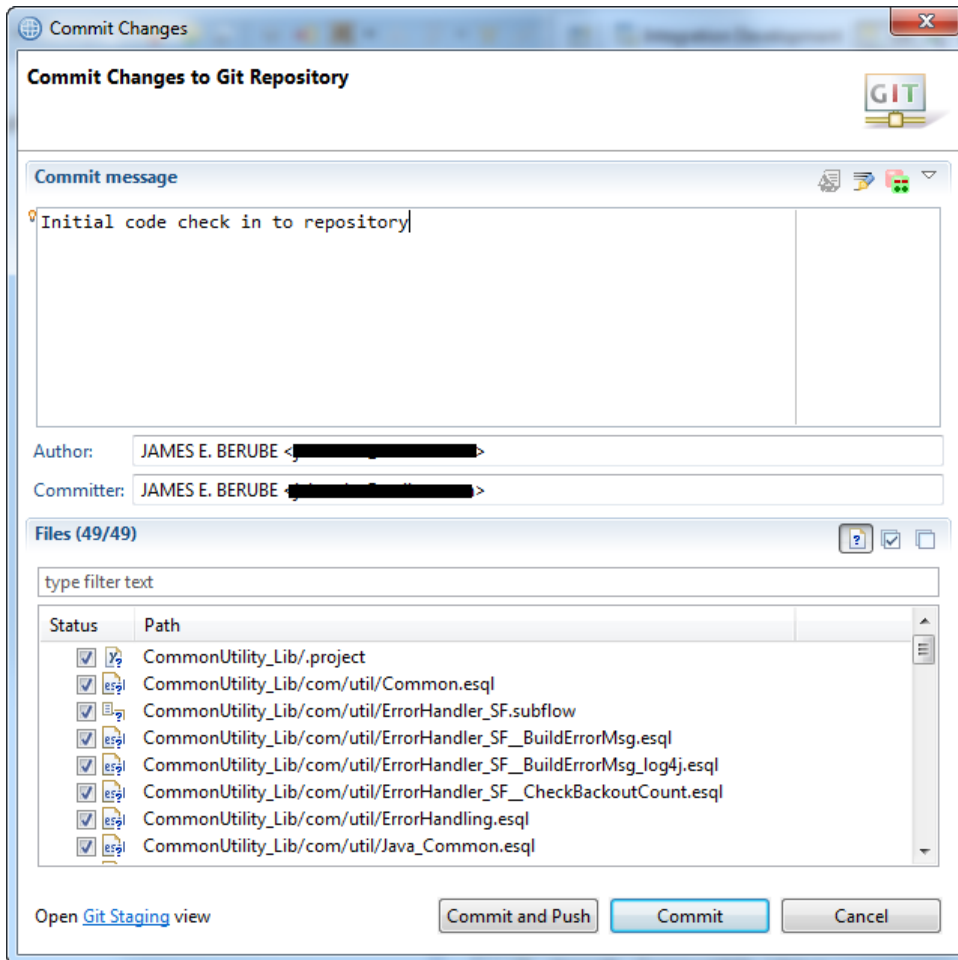 Commit Changes
Commit Changes to Git Repository
GIT
Commit message
Initial code check in to repository
Author: JAMES E. BERUBE < >
Committer: JAMES E. BERUBE < >
Files (49/49)
type filter text
Status Path
CommonUtility_Lib/.project
CommonUtility_Lib/com/util/Common.esql
CommonUtility_Lib/com/util/ErrorHandler_SF.subflow
CommonUtility_Lib/com/util/ErrorHandler_SF__BuildErrorMsg.esql
CommonUtility_Lib/com/util/ErrorHandler_SF__BuildErrorMsg_log4j.esql
CommonUtility_Lib/com/util/ErrorHandler_SF__CheckBackoutCount.esql
CommonUtility_Lib/com/util/ErrorHandling.esql
CommonUtility_Lib/com/util/Java_Common.esql
Open Git Staging view Commit and Push Commit Cancel